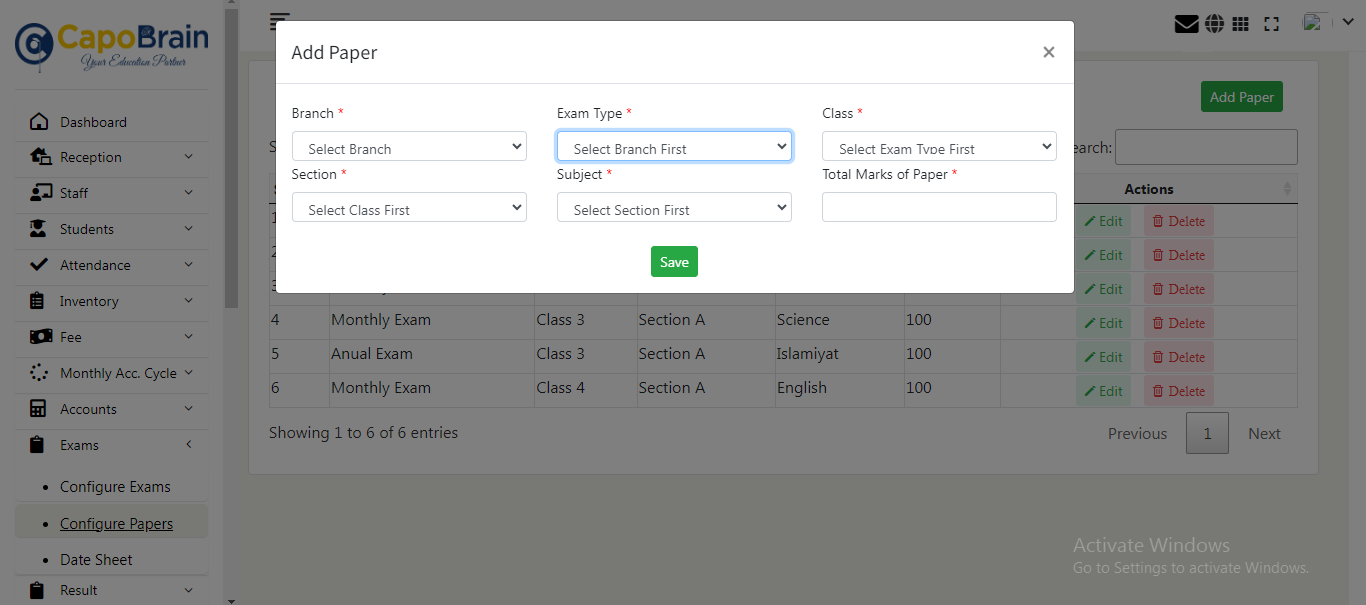 CapoBrain
Your Education Partner
Dashboard
Reception
Staff
Students
Attendance
Inventory
Fee
Monthly Acc. Cycle
Accounts
Exams
Configure Exams
Configure Papers
Date Sheet
Result
Add Paper ×
Branch * Exam Type * Class *
Select Branch Select Branch First Select Exam Type First
Section * Subject * Total Marks of Paper *
Select Class First Select Section First
Save
Add Paper
earch:
Actions
Edit Delete
Edit Delete
Edit Delete
4 Monthly Exam Class 3 Section A Science 100 Edit Delete
5 Anual Exam Class 3 Section A Islamiyat 100 Edit Delete
6 Monthly Exam Class 4 Section A English 100 Edit Delete
Showing 1 to 6 of 6 entries Previous 1 Next
Activate Windows
Go to Settings to activate Windows.